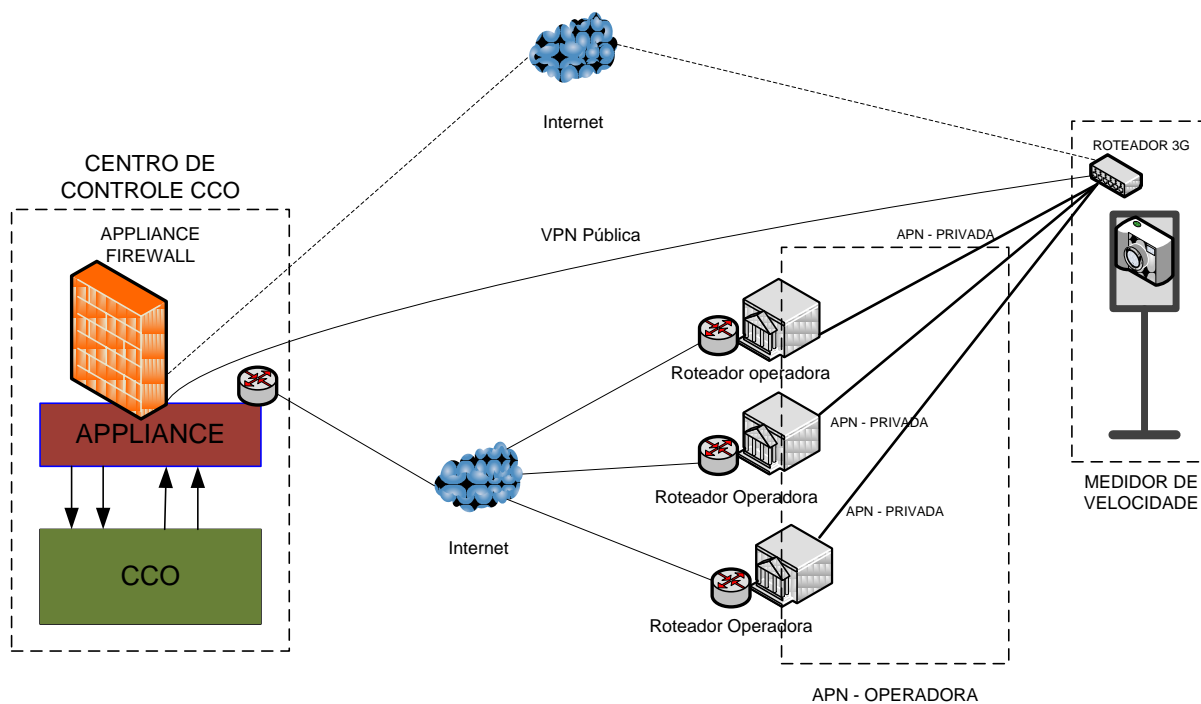 Internet
ROTEADOR 3G
CENTRO DE
CONTROLE CCO
APPLIANCE
FIREWALL
VPN Pública
APN - PRIVADA
Roteador operadora
APPLIANCE
APN - PRIVADA
MEDIDOR DE
VELOCIDADE
Roteador Operadora
APN - PRIVADA
Internet
CCO
Roteador Operadora
APN - OPERADORA